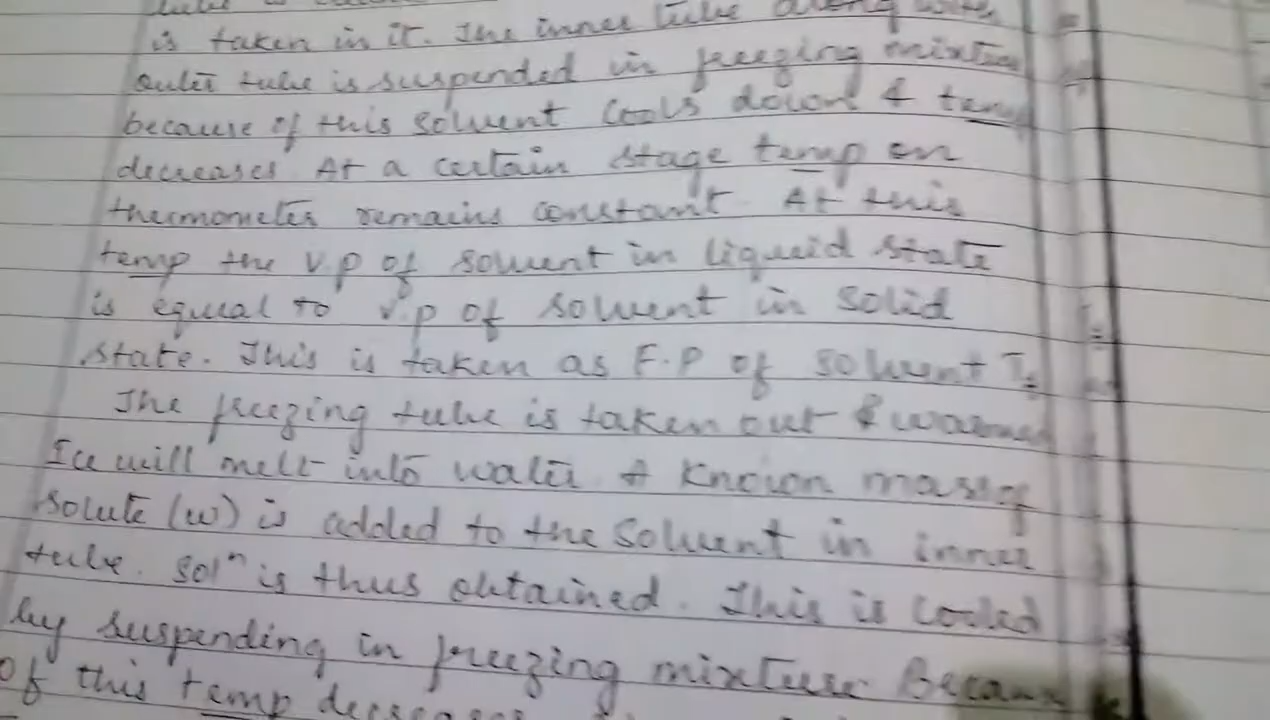 is taken in it. The inner tube along with
outer tube is suspended in freezing mixture
because of this solvent cools down & temp
decreases. At a certain stage temp on
thermometer remains constant. At this
temp the V.p of solvent in liqueid state
is equal to V.p of solvent in solid
state. This is taken as F.P of solvent T
The freezing tube is taken out & warmed
Ice will melt into water. A known mass of
solute (w) is added to the solvent in inner
tube. Solⁿ is thus obtained. This is cooled
by suspending in freezing mixture. Because
of this temp decreases.